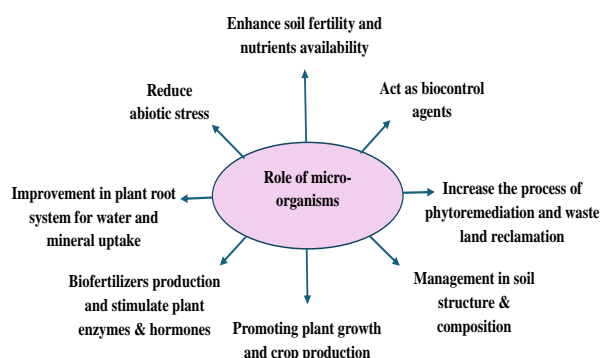 Enhance soil fertility and
nutrients availability
Reduce
abiotic stress
Act as biocontrol
agents
Role of micro-
organisms
Improvement in plant root
system for water and
mineral uptake
Increase the process of
phytoremediation and waste
land reclamation
Biofertilizers production
and stimulate plant
enzymes & hormones
Management in soil
structure &
composition
Promoting plant growth
and crop production